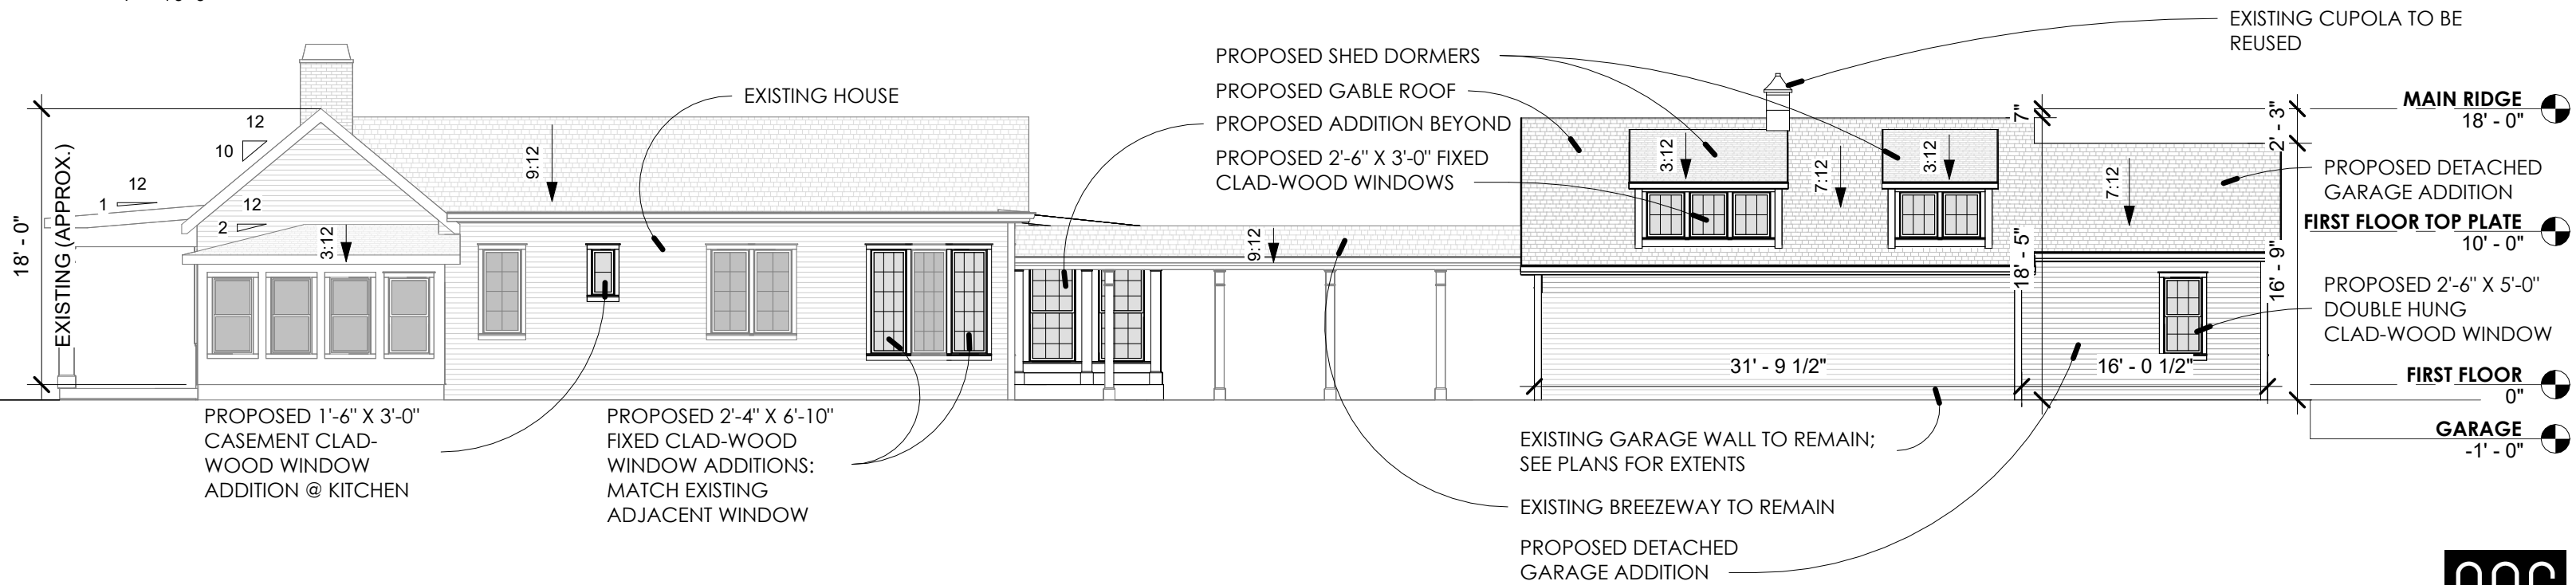 EXISTING CUPOLA TO BE
REUSED
PROPOSED SHED DORMERS
PROPOSED GABLE ROOF
PROPOSED ADDITION BEYOND
PROPOSED 2'-6" X 3'-0" FIXED
CLAD-WOOD WINDOWS
EXISTING HOUSE
18' - 0"
EXISTING (APPROX.)
12
10
12
1
12
2
3:12
9:12
9:12
3:12
7:12
3:12
7:12
7"
2' - 3"
18' - 5"
16' - 9"
31' - 9 1/2"
16' - 0 1/2"
MAIN RIDGE
18' - 0"
PROPOSED DETACHED
GARAGE ADDITION
FIRST FLOOR TOP PLATE
10' - 0"
PROPOSED 2'-6" X 5'-0"
DOUBLE HUNG
CLAD-WOOD WINDOW
FIRST FLOOR
0"
GARAGE
-1' - 0"
PROPOSED 1'-6" X 3'-0"
CASEMENT CLAD-
WOOD WINDOW
ADDITION @ KITCHEN
PROPOSED 2'-4" X 6'-10"
FIXED CLAD-WOOD
WINDOW ADDITIONS:
MATCH EXISTING
ADJACENT WINDOW
EXISTING GARAGE WALL TO REMAIN;
SEE PLANS FOR EXTENTS
EXISTING BREEZEWAY TO REMAIN
PROPOSED DETACHED
GARAGE ADDITION